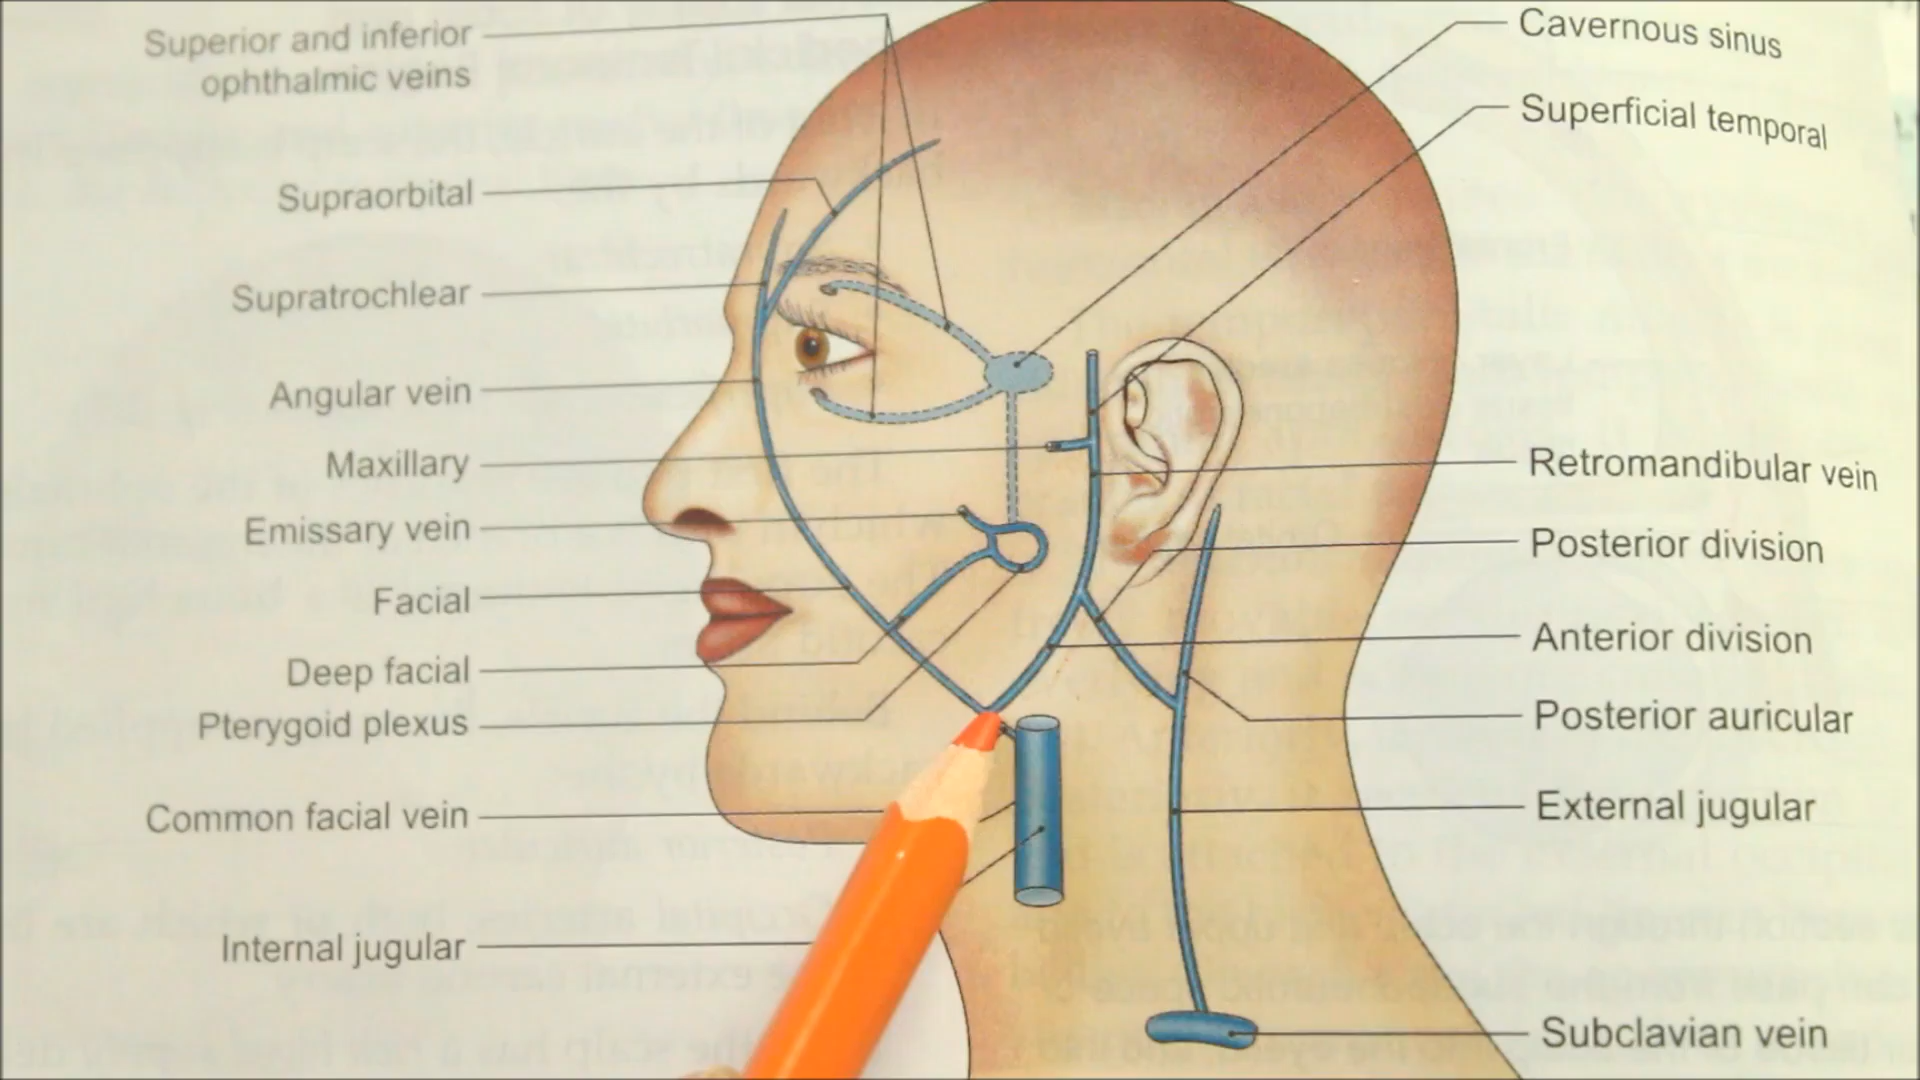 Superior and inferior
ophthalmic veins
Supraorbital
Supratrochlear
Angular vein
Maxillary
Emissary vein
Facial
Deep facial
Pterygoid plexus
Common facial vein
Internal jugular
Cavernous sinus
Superficial temporal
Retromandibular vein
Posterior division
Anterior division
Posterior auricular
External jugular
Subclavian vein